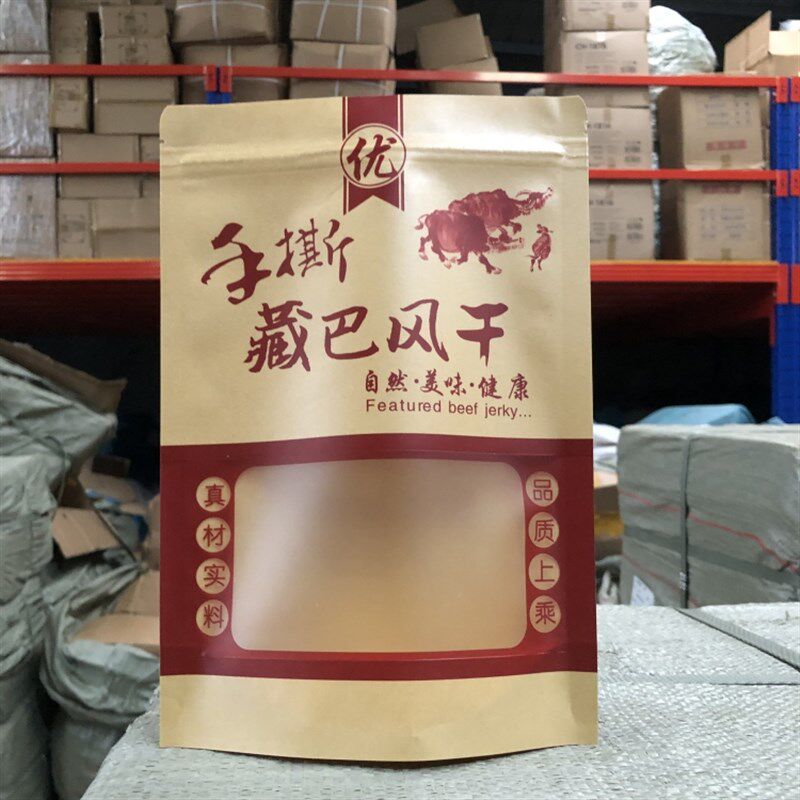 优
手撕
藏巴风干
自然·美味·健康
Featured beef jerky...
真材实料
品质上乘